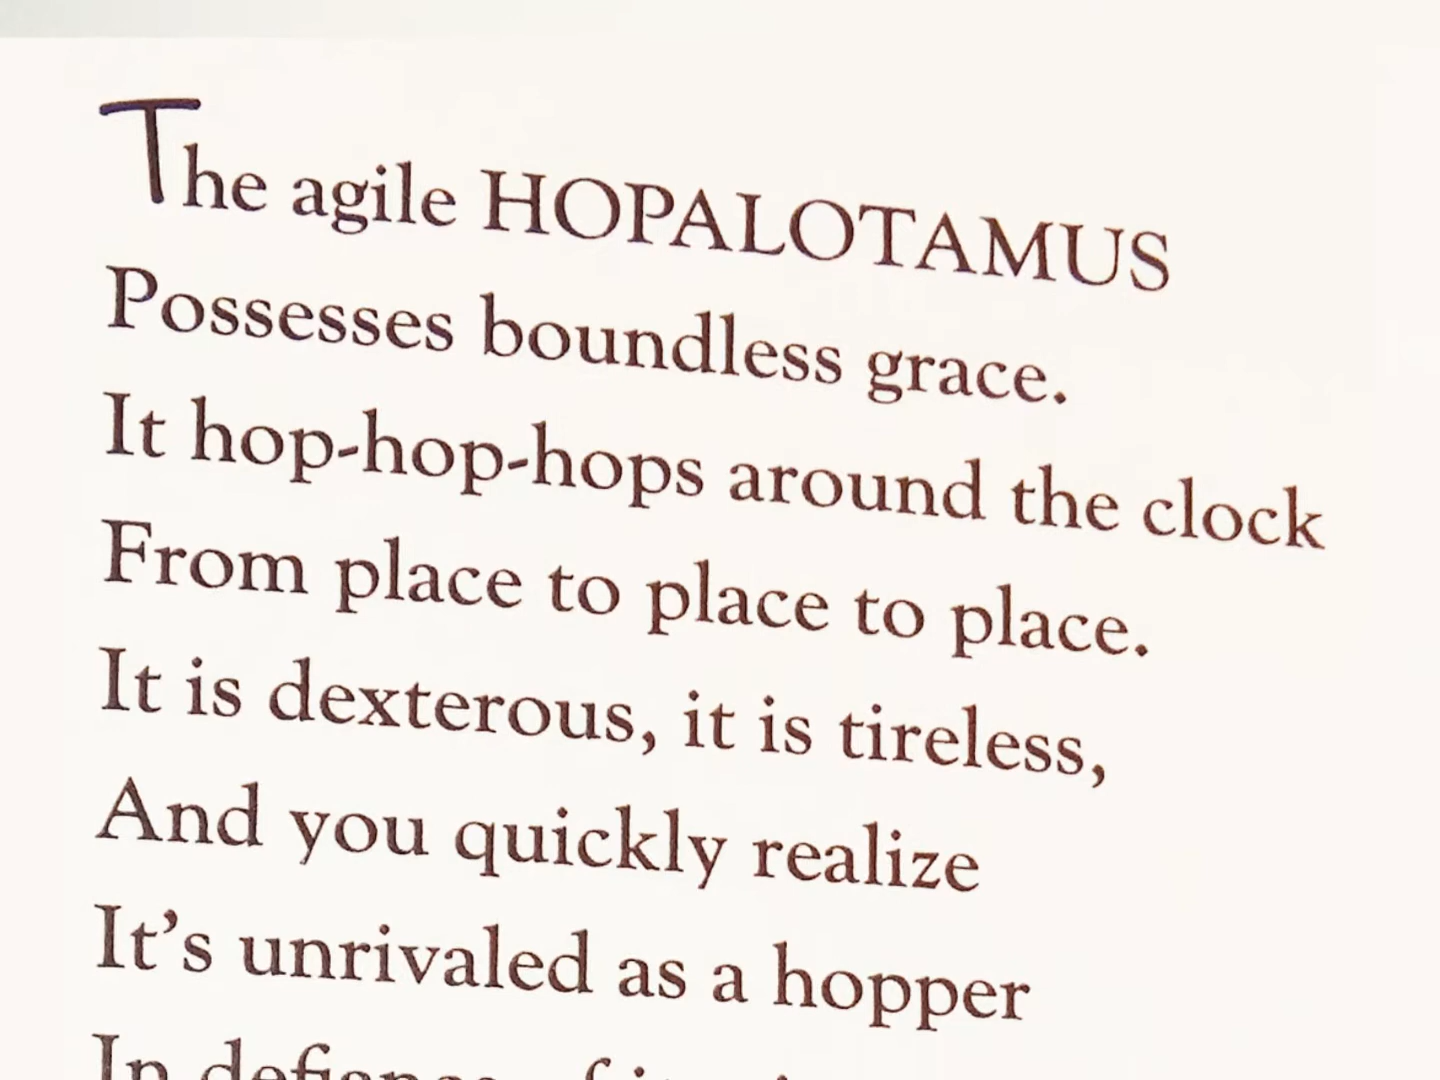 The agile HOPALOTAMUS
Possesses boundless grace.
It hop-hop-hops around the clock
From place to place to place.
It is dexterous, it is tireless,
And you quickly realize
It's unrivaled as a hopper
In